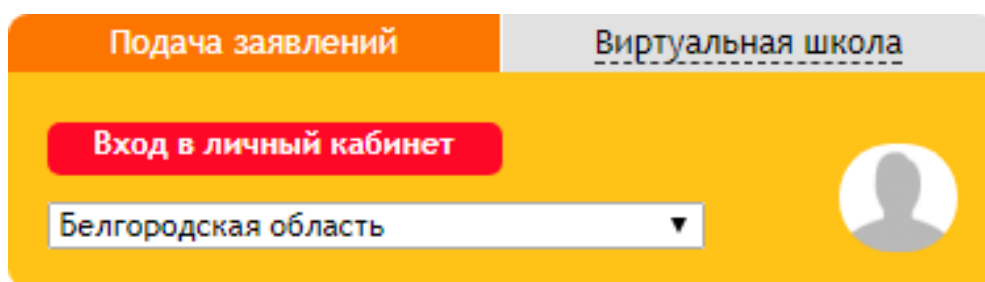 Подача заявлений
Виртуальная школа
Вход в личный кабинет
Белгородская область